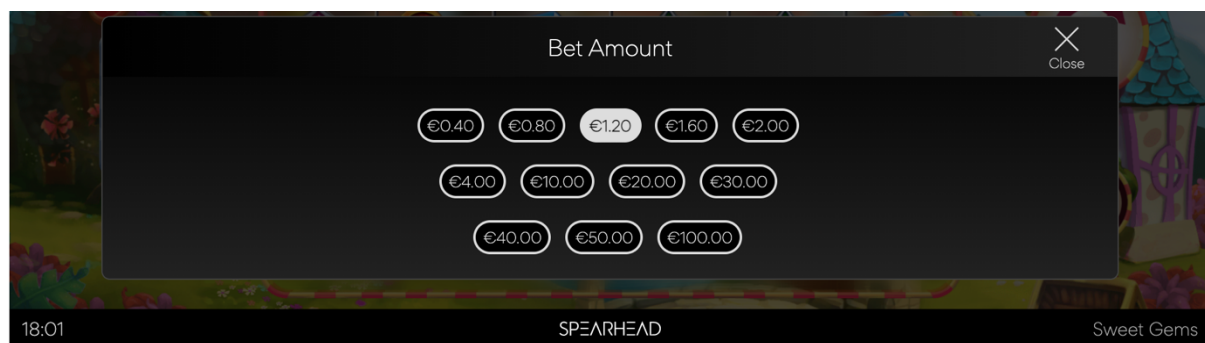 Bet Amount
Close
€0.40 €0.80 €1.20 €1.60 €2.00
€4.00 €10.00 €20.00 €30.00
€40.00 €50.00 €100.00
18:01 SPEARHEAD Sweet Gems